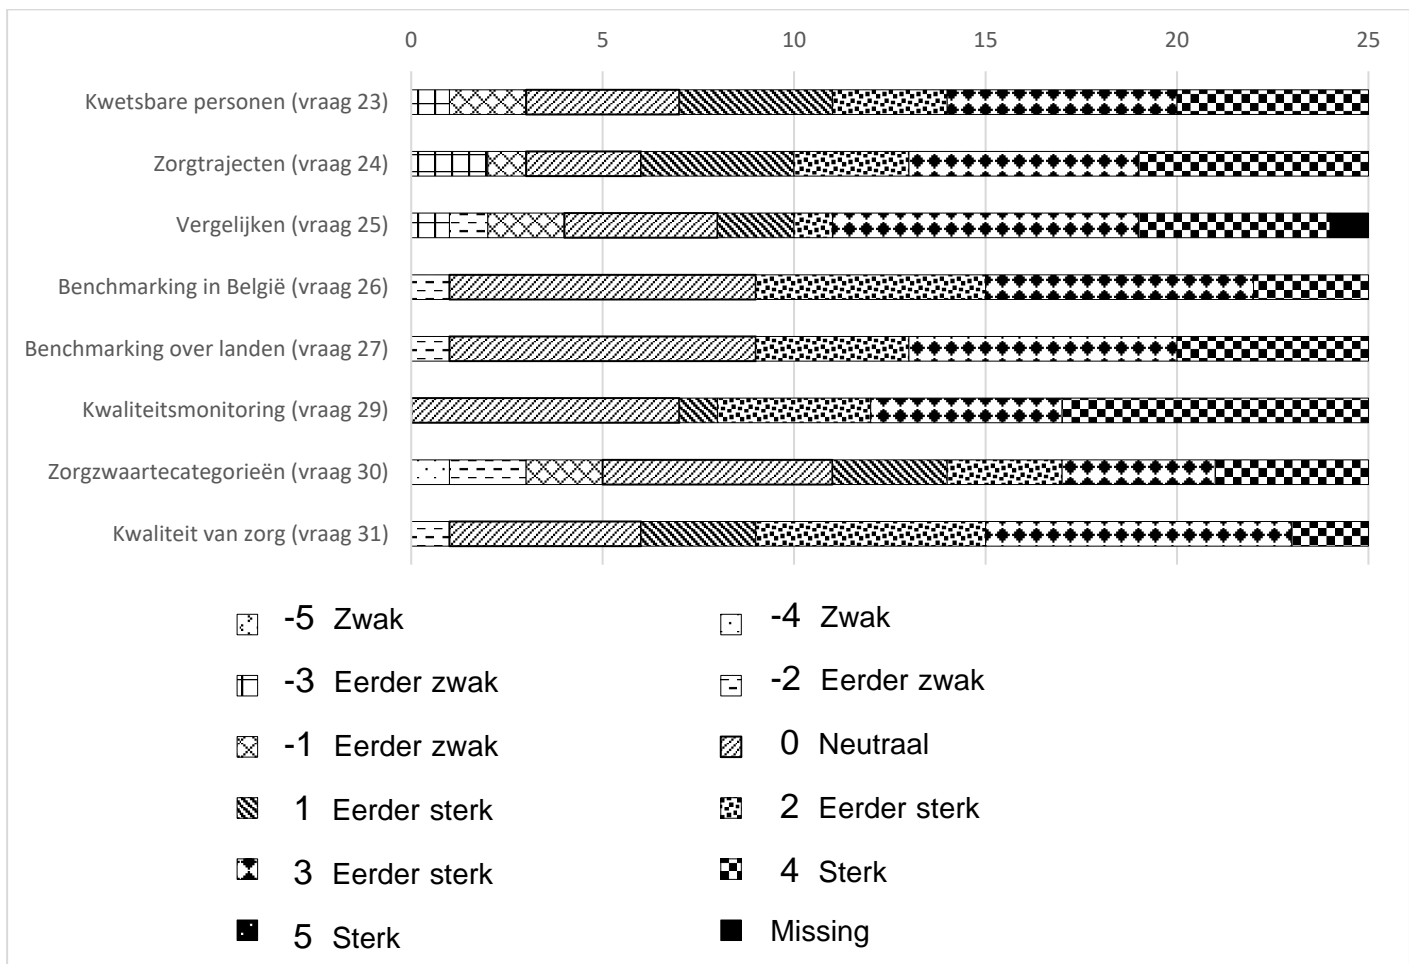 0 5 10 15 20 25
Kwetsbare personen (vraag 23)
Zorgtrajecten (vraag 24)
Vergelijken (vraag 25)
Benchmarking in België (vraag 26)
Benchmarking over landen (vraag 27)
Kwaliteitsmonitoring (vraag 29)
Zorgzwaartecategorieën (vraag 30)
Kwaliteit van zorg (vraag 31)
-5 Zwak -4 Zwak
-3 Eerder zwak -2 Eerder zwak
-1 Eerder zwak 0 Neutraal
1 Eerder sterk 2 Eerder sterk
3 Eerder sterk 4 Sterk
5 Sterk Missing